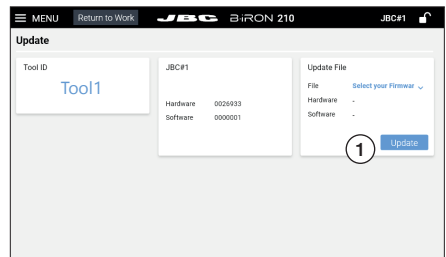 MENU Return to Work JBC B·iRON 210 JBC#1
Update
Tool ID
Tool1
JBC#1
Hardware 0026933
Software 0000001
Update File
File Select your Firmwar
Hardware -
Software -
1 Update